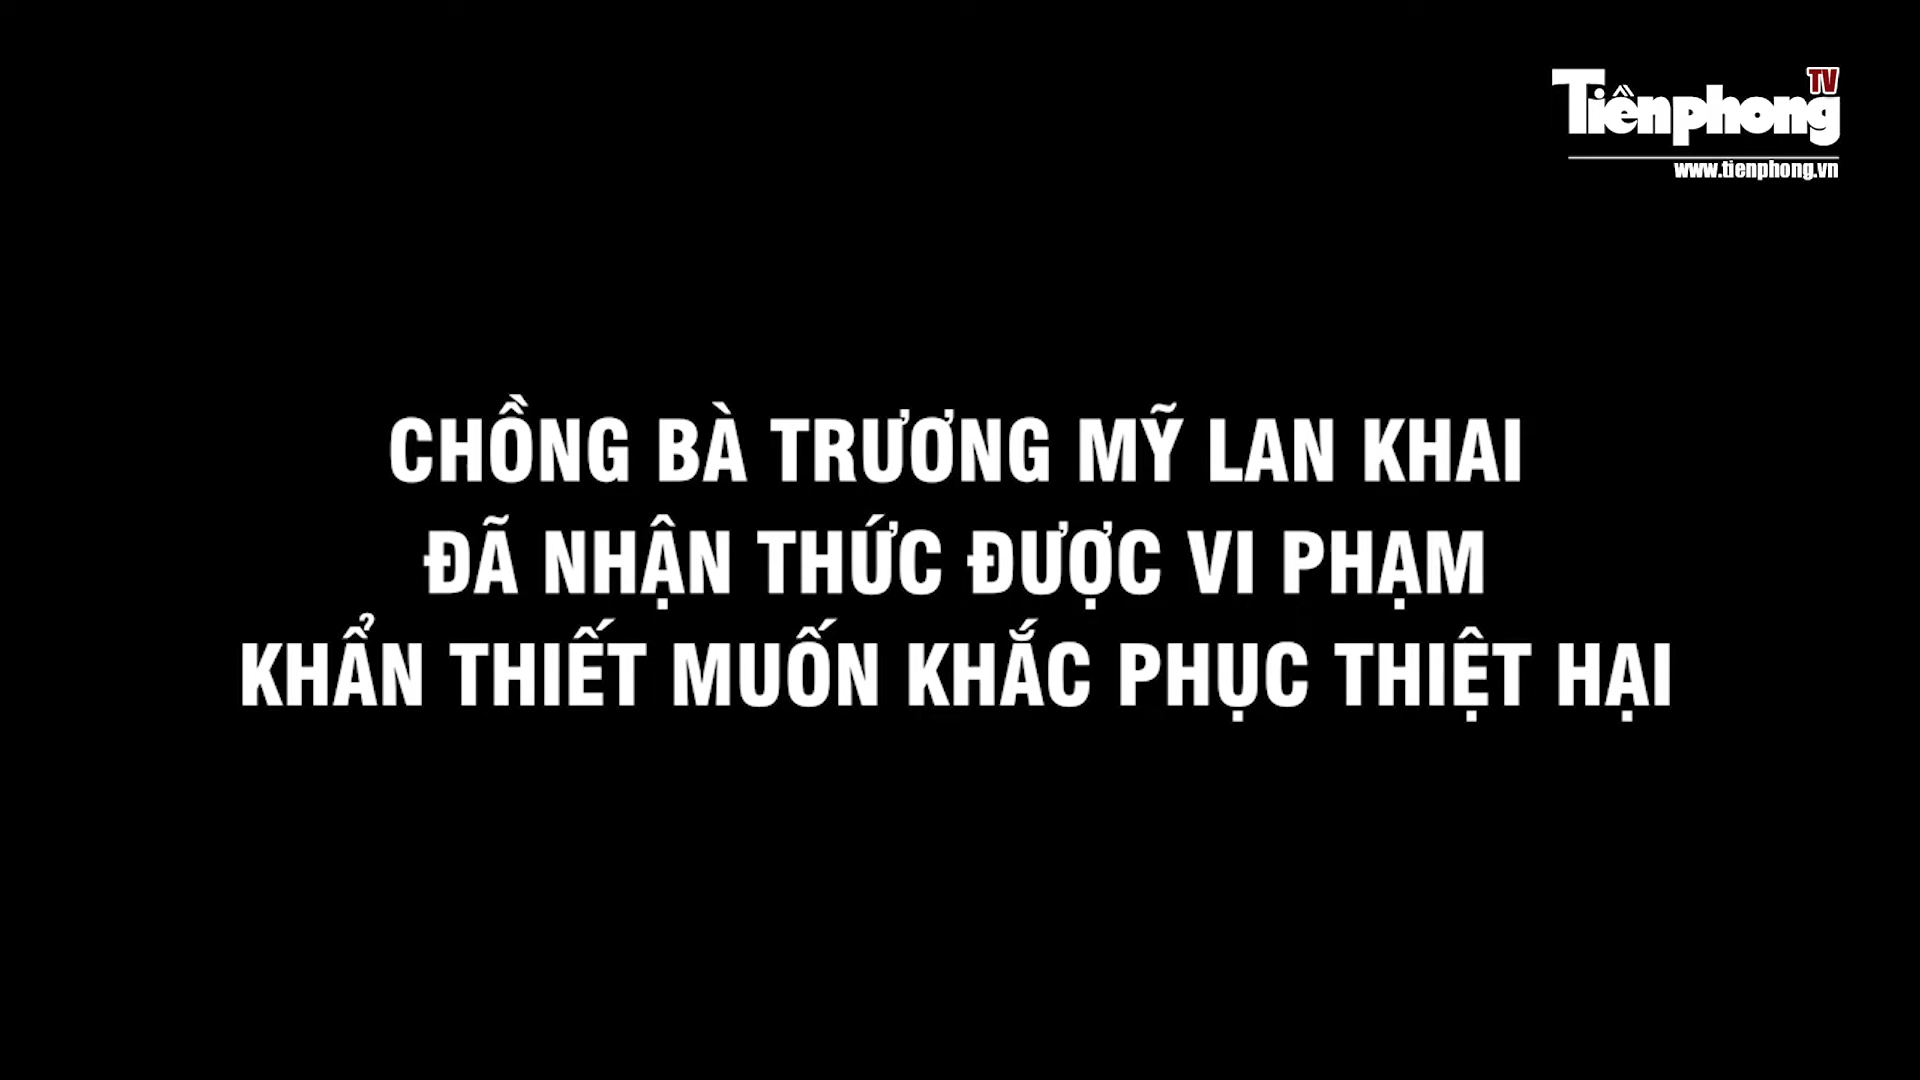 TV
Tiênphong
www.tienphong.vn
CHỒNG BÀ TRƯƠNG MỸ LAN KHAI
ĐÃ NHẬN THỨC ĐƯỢC VI PHẠM
KHẨN THIẾT MUỐN KHẮC PHỤC THIỆT HẠI